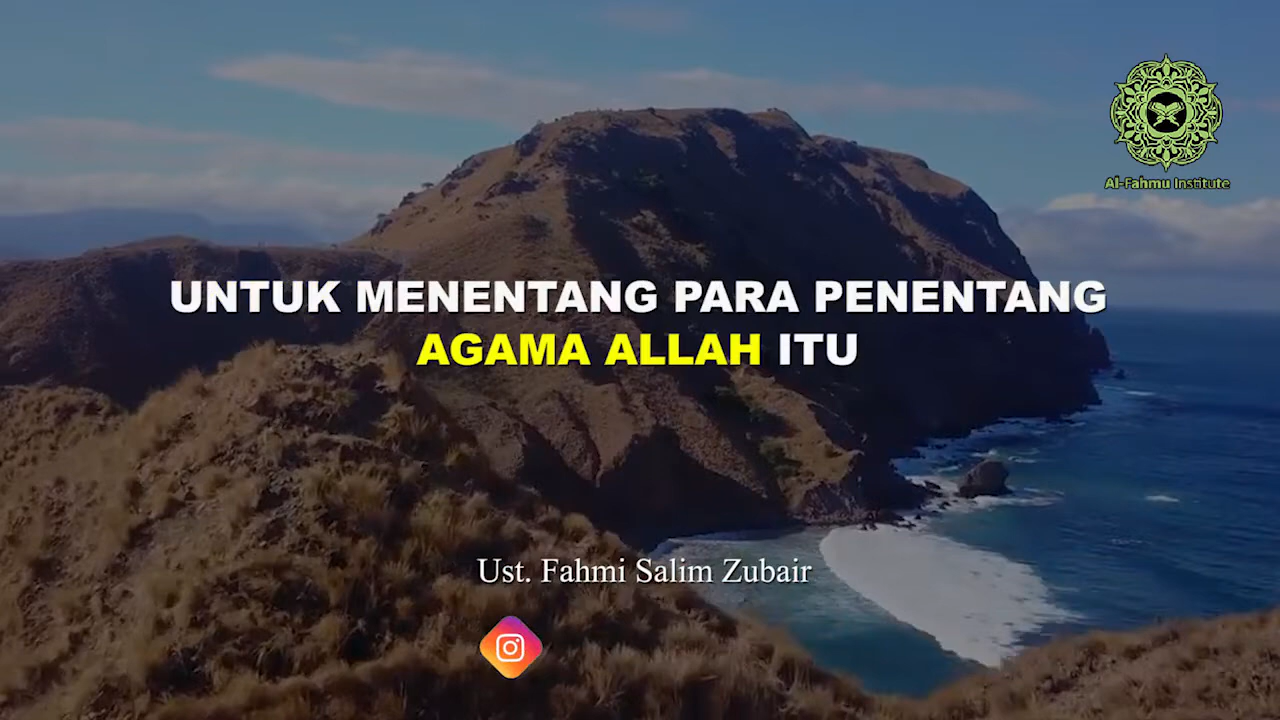 Al-Fahmu Institute
UNTUK MENENTANG PARA PENENTANG
AGAMA ALLAH ITU
Ust. Fahmi Salim Zubair